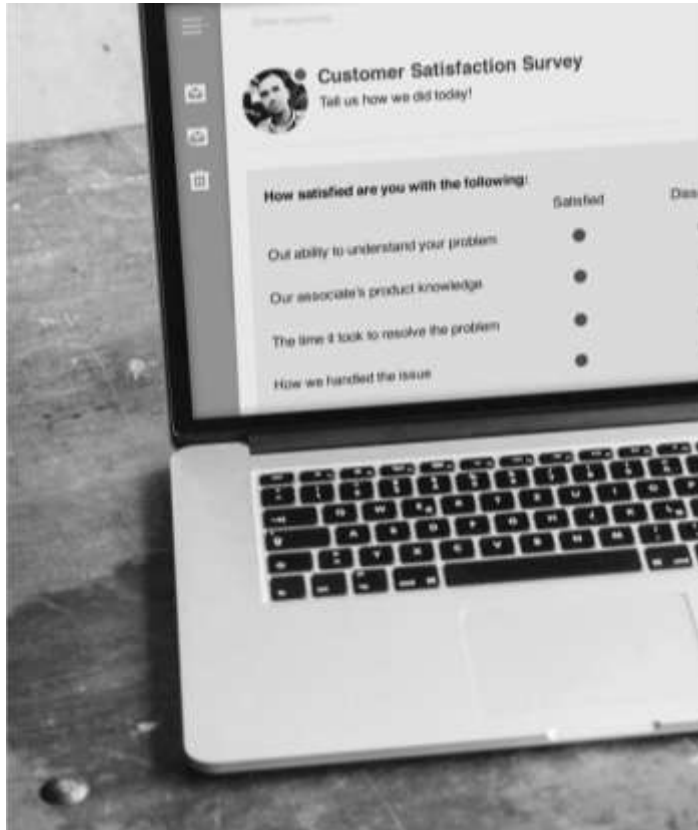 Customer Satisfaction Survey
Tell us how we did today!
How satisfied are you with the following:
Satisfied
Diss
Out ability to understand your problem
Our associate's product knowledge
The time it took to resolve the problem
How we handled the issue